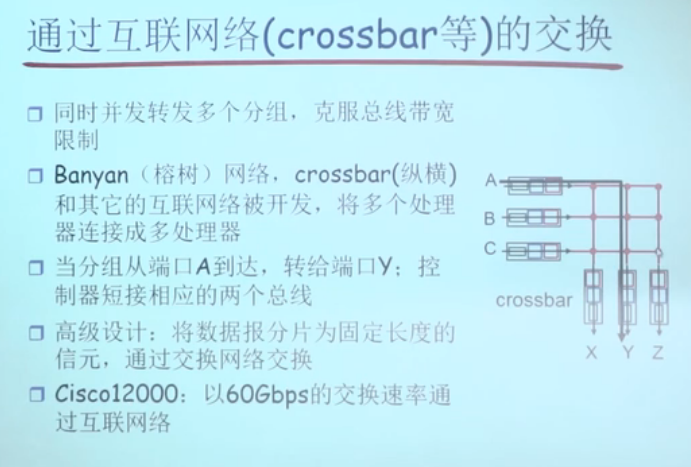 通过互联网络(crossbar等)的交换
同时并发转发多个分组，克服总线带宽
限制
Banyan（榕树）网络，crossbar(纵横)
和其它的互联网络被开发，将多个处理
器连接成多处理器
当分组从端口A到达，转给端口Y；控
制器短接相应的两个总线
高级设计：将数据报分片为固定长度的
信元，通过交换网络交换
Cisco12000：以60Gbps的交换速率通
过互联网络
A
B
C
crossbar
X Y Z